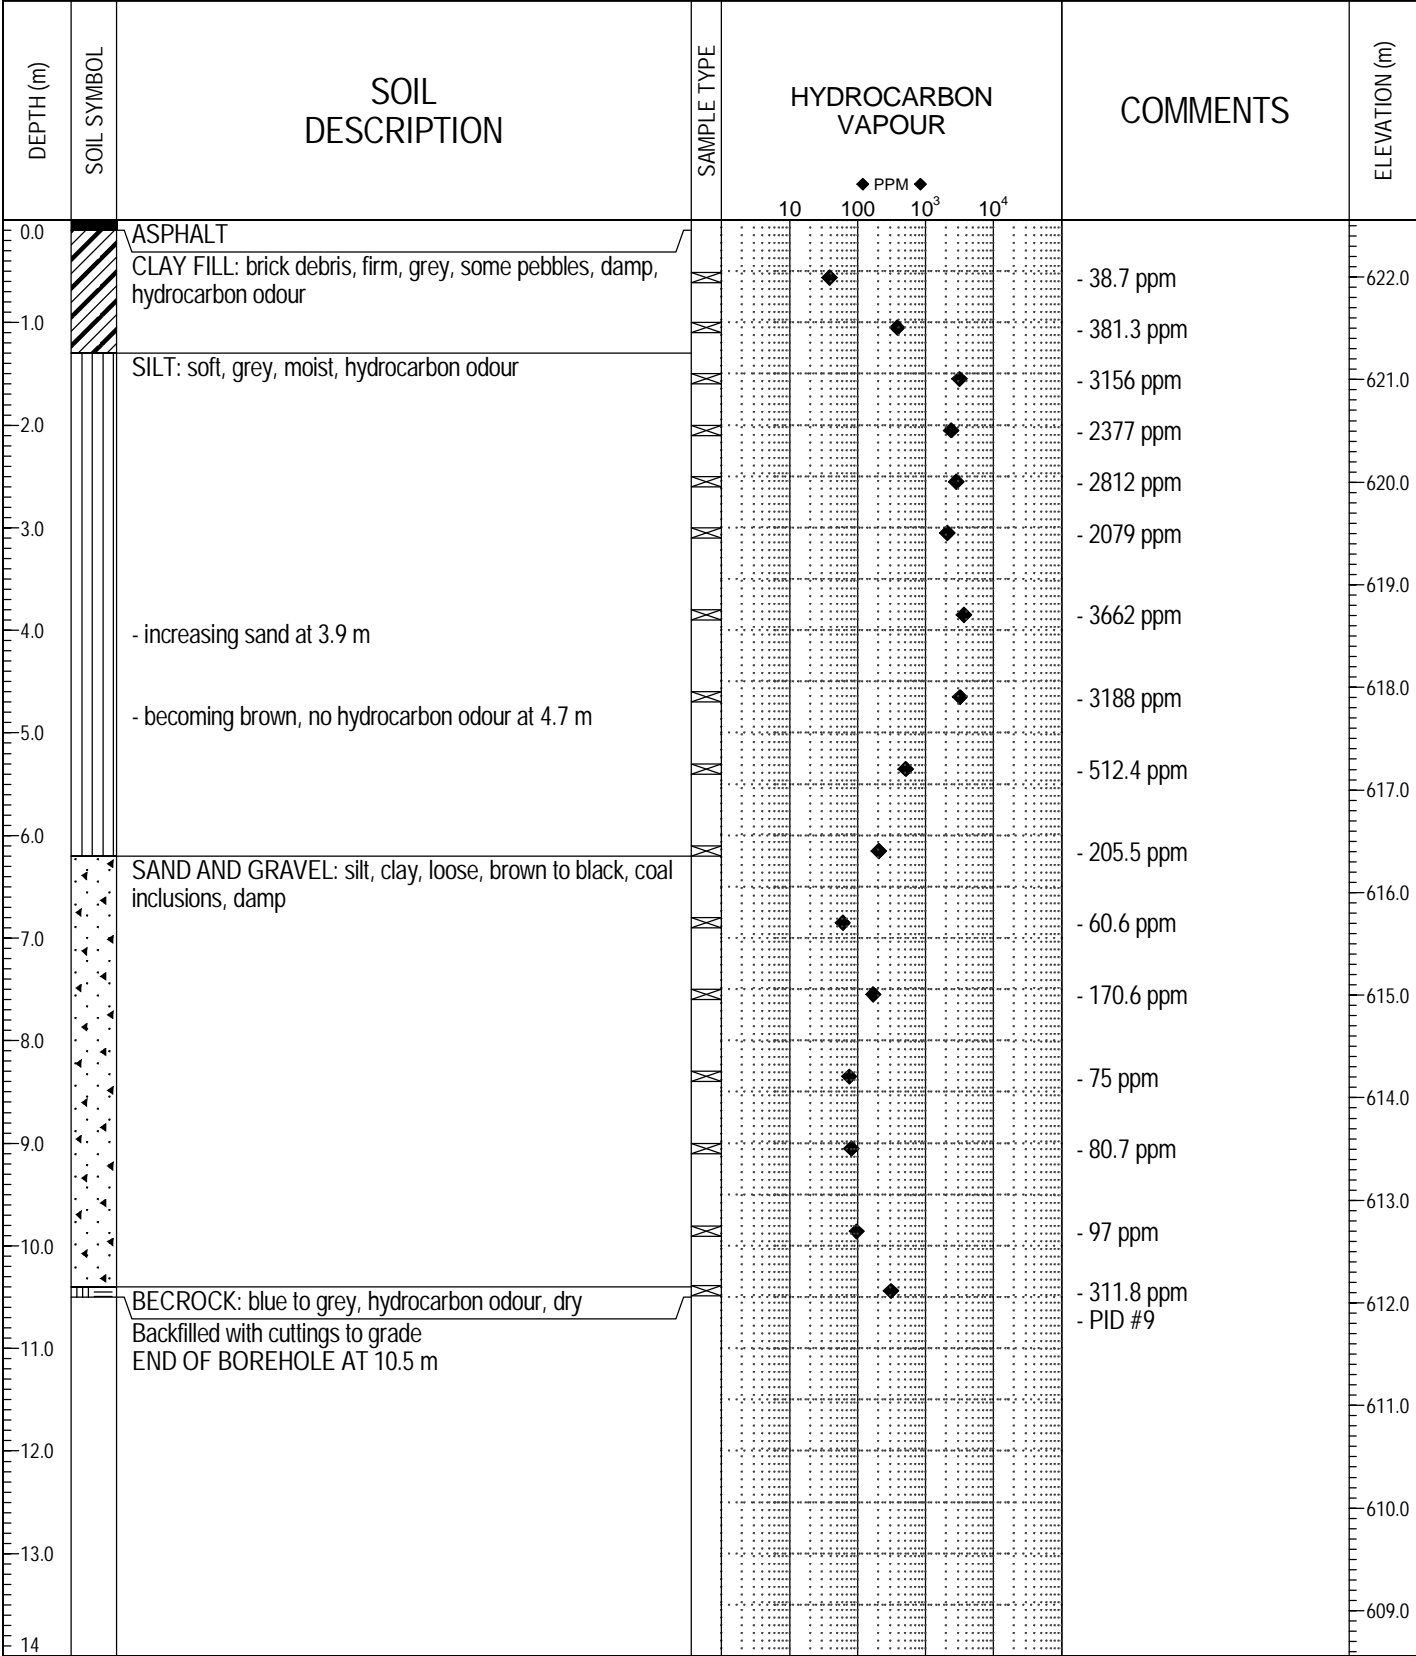 DEPTH (m)
SOIL SYMBOL
SOIL
DESCRIPTION
SAMPLE TYPE
HYDROCARBON
VAPOUR
◆ PPM ◆
10 100 10³ 10⁴
COMMENTS
ELEVATION (m)
0.0
ASPHALT
CLAY FILL: brick debris, firm, grey, some pebbles, damp,
hydrocarbon odour
- 38.7 ppm
622.0
1.0
- 381.3 ppm
SILT: soft, grey, moist, hydrocarbon odour
- 3156 ppm
621.0
2.0
- 2377 ppm
- 2812 ppm
620.0
3.0
- 2079 ppm
619.0
- 3662 ppm
4.0
- increasing sand at 3.9 m
618.0
- 3188 ppm
- becoming brown, no hydrocarbon odour at 4.7 m
5.0
- 512.4 ppm
617.0
6.0
- 205.5 ppm
SAND AND GRAVEL: silt, clay, loose, brown to black, coal
inclusions, damp
616.0
- 60.6 ppm
7.0
- 170.6 ppm
615.0
8.0
- 75 ppm
614.0
9.0
- 80.7 ppm
613.0
- 97 ppm
10.0
- 311.8 ppm
BECROCK: blue to grey, hydrocarbon odour, dry
612.0
- PID #9
Backfilled with cuttings to grade
11.0
END OF BOREHOLE AT 10.5 m
611.0
12.0
610.0
13.0
609.0
14